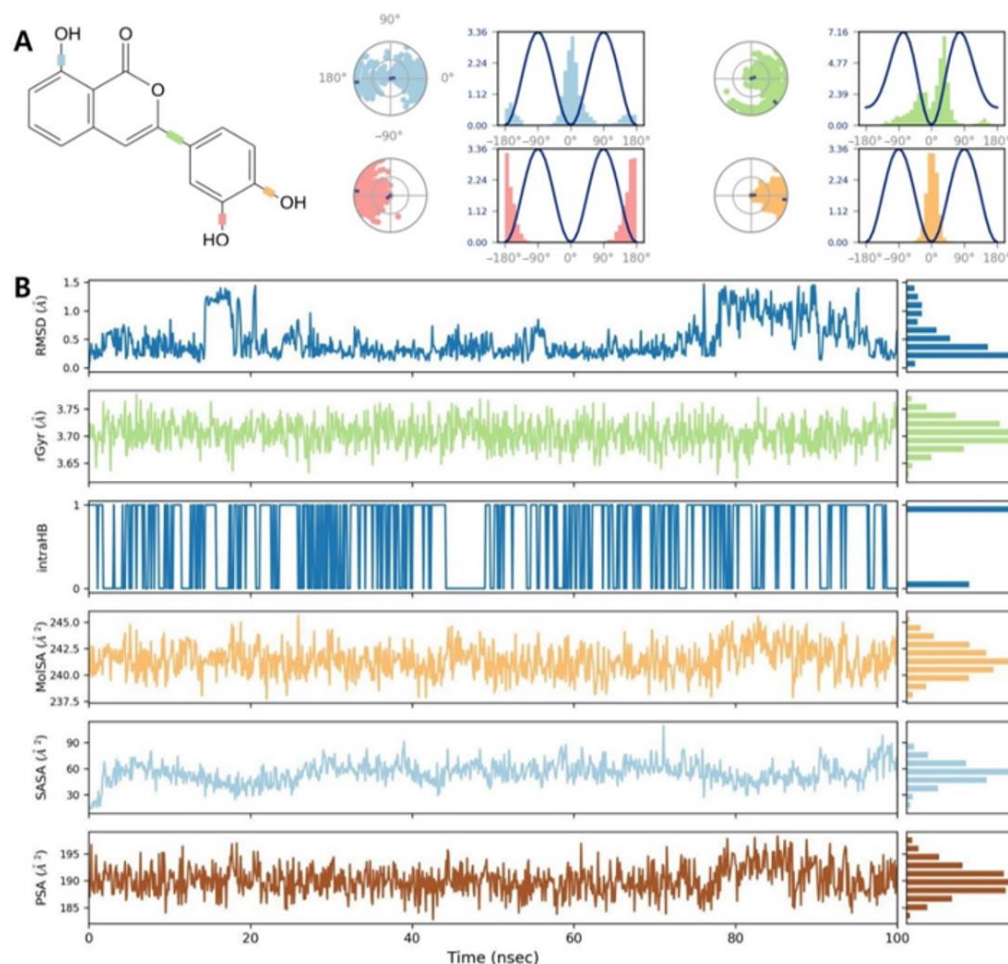 A
OH
O
O
OH
HO
90°
180°
0°
-90°
3.36
2.24
1.12
0.00
-180° -90° 0° 90° 180°
7.16
4.77
2.39
0.00
-180° -90° 0° 90° 180°
3.36
2.24
1.12
0.00
-180° -90° 0° 90° 180°
3.36
2.24
1.12
0.00
-180° -90° 0° 90° 180°
B
RMSD (Å)
1.5
1.0
0.5
0.0
rGyr (Å)
3.75
3.70
3.65
intraHB
1
0
MolSA (Å²)
245.0
242.5
240.0
237.5
SASA (Å²)
90
60
30
PSA (Å²)
195
190
185
0 20 40 60 80 100
Time (nsec)